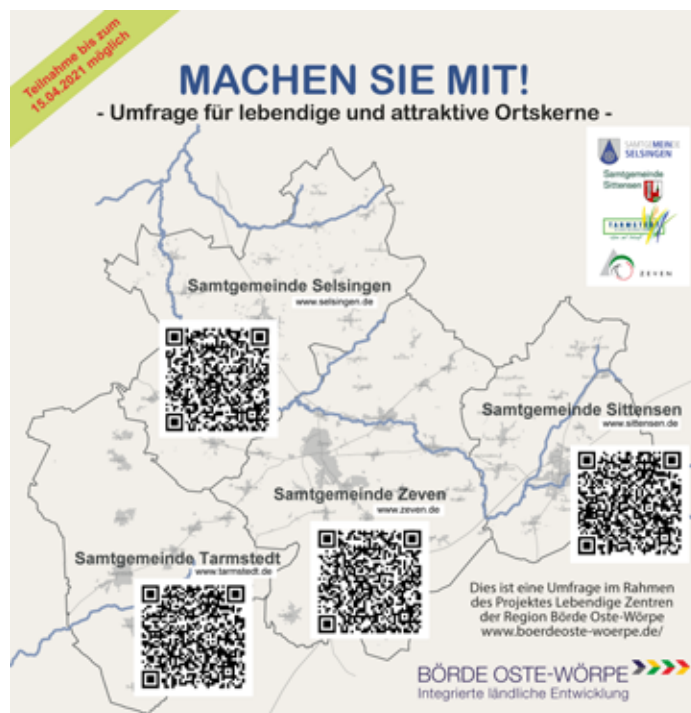 Teilnahme bis zum
15.04.2021 möglich
MACHEN SIE MIT!
- Umfrage für lebendige und attraktive Ortskerne -
SAMTGEMEINDE
SELSINGEN
Samtgemeinde
Sittensen
TARMSTEDT
ZEVEN
Samtgemeinde Selsingen
www.selsingen.de
Samtgemeinde Sittensen
www.sittensen.de
Samtgemeinde Zeven
www.zeven.de
Samtgemeinde Tarmstedt
www.tarmstedt.de
Dies ist eine Umfrage im Rahmen
des Projektes Lebendige Zentren
der Region Börde Oste-Wörpe
www.boerdeoste-woerpe.de/
BÖRDE OSTE-WÖRPE
Integrierte ländliche Entwicklung